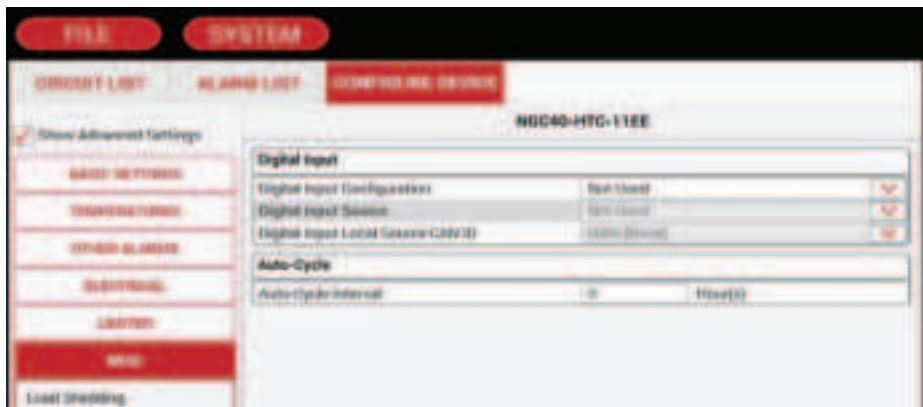 FILE SYSTEM
CIRCUIT LIST ALARM LIST CONFIGURE DEVICE
NGC40-HTC-11EE
Show Advanced Settings
Digital Input
BASIC SETTINGS
Digital Input Configuration Not Used
TEMPERATURES
Digital Input Source Not Used
Digital Input Local Source CAN ID
OTHER ALARMS
Auto-Cycle
ELECTRICAL
Auto-Cycle Interval 0 Hour(s)
MISC
Load Shedding